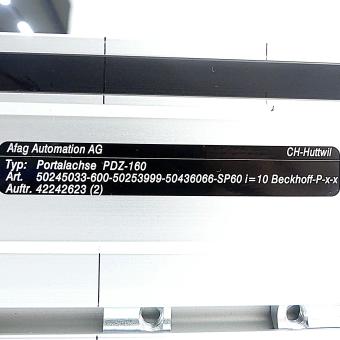 Afag Automation AG CH-Huttwil
Typ: Portalachse PDZ-160
Art. 50245033-600-50253999-50436066-SP60 i=10 Beckhoff-P-x-x
Auftr. 42242623 (2)